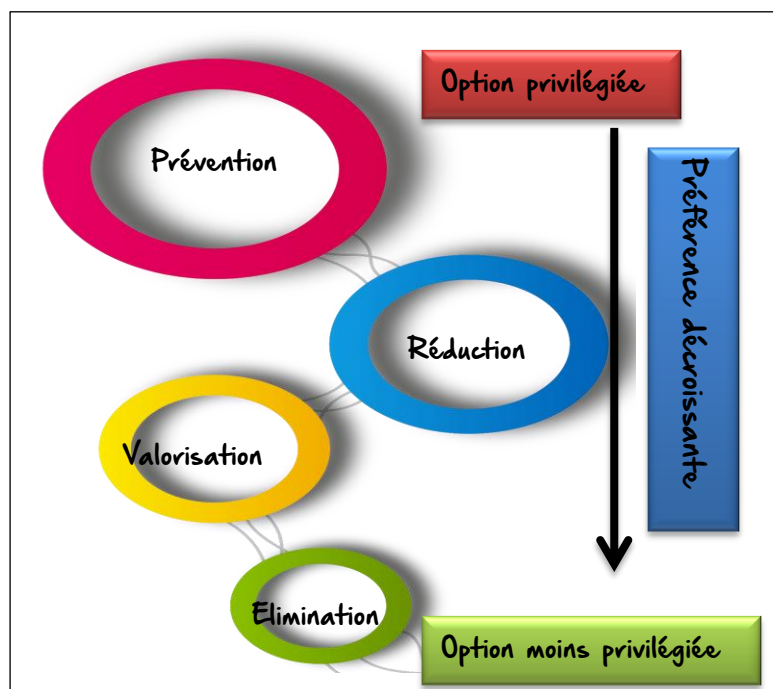 Option privilégiée
Prévention
Préférence décroissante
Réduction
Valorisation
Elimination
Option moins privilégiée